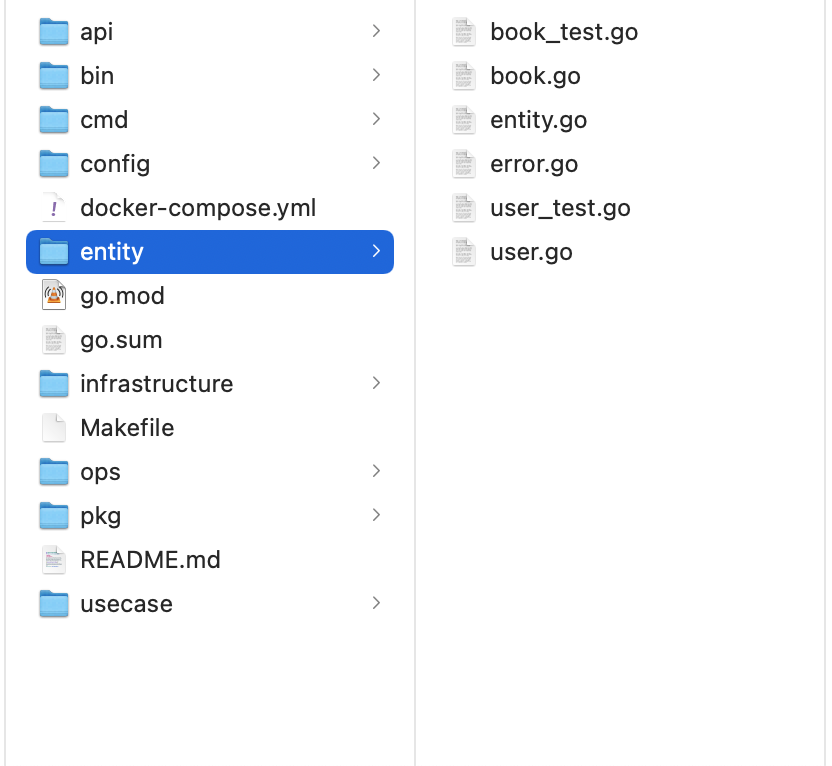 api
bin
cmd
config
docker-compose.yml
entity
go.mod
go.sum
infrastructure
Makefile
ops
pkg
README.md
usecase
book_test.go
book.go
entity.go
error.go
user_test.go
user.go